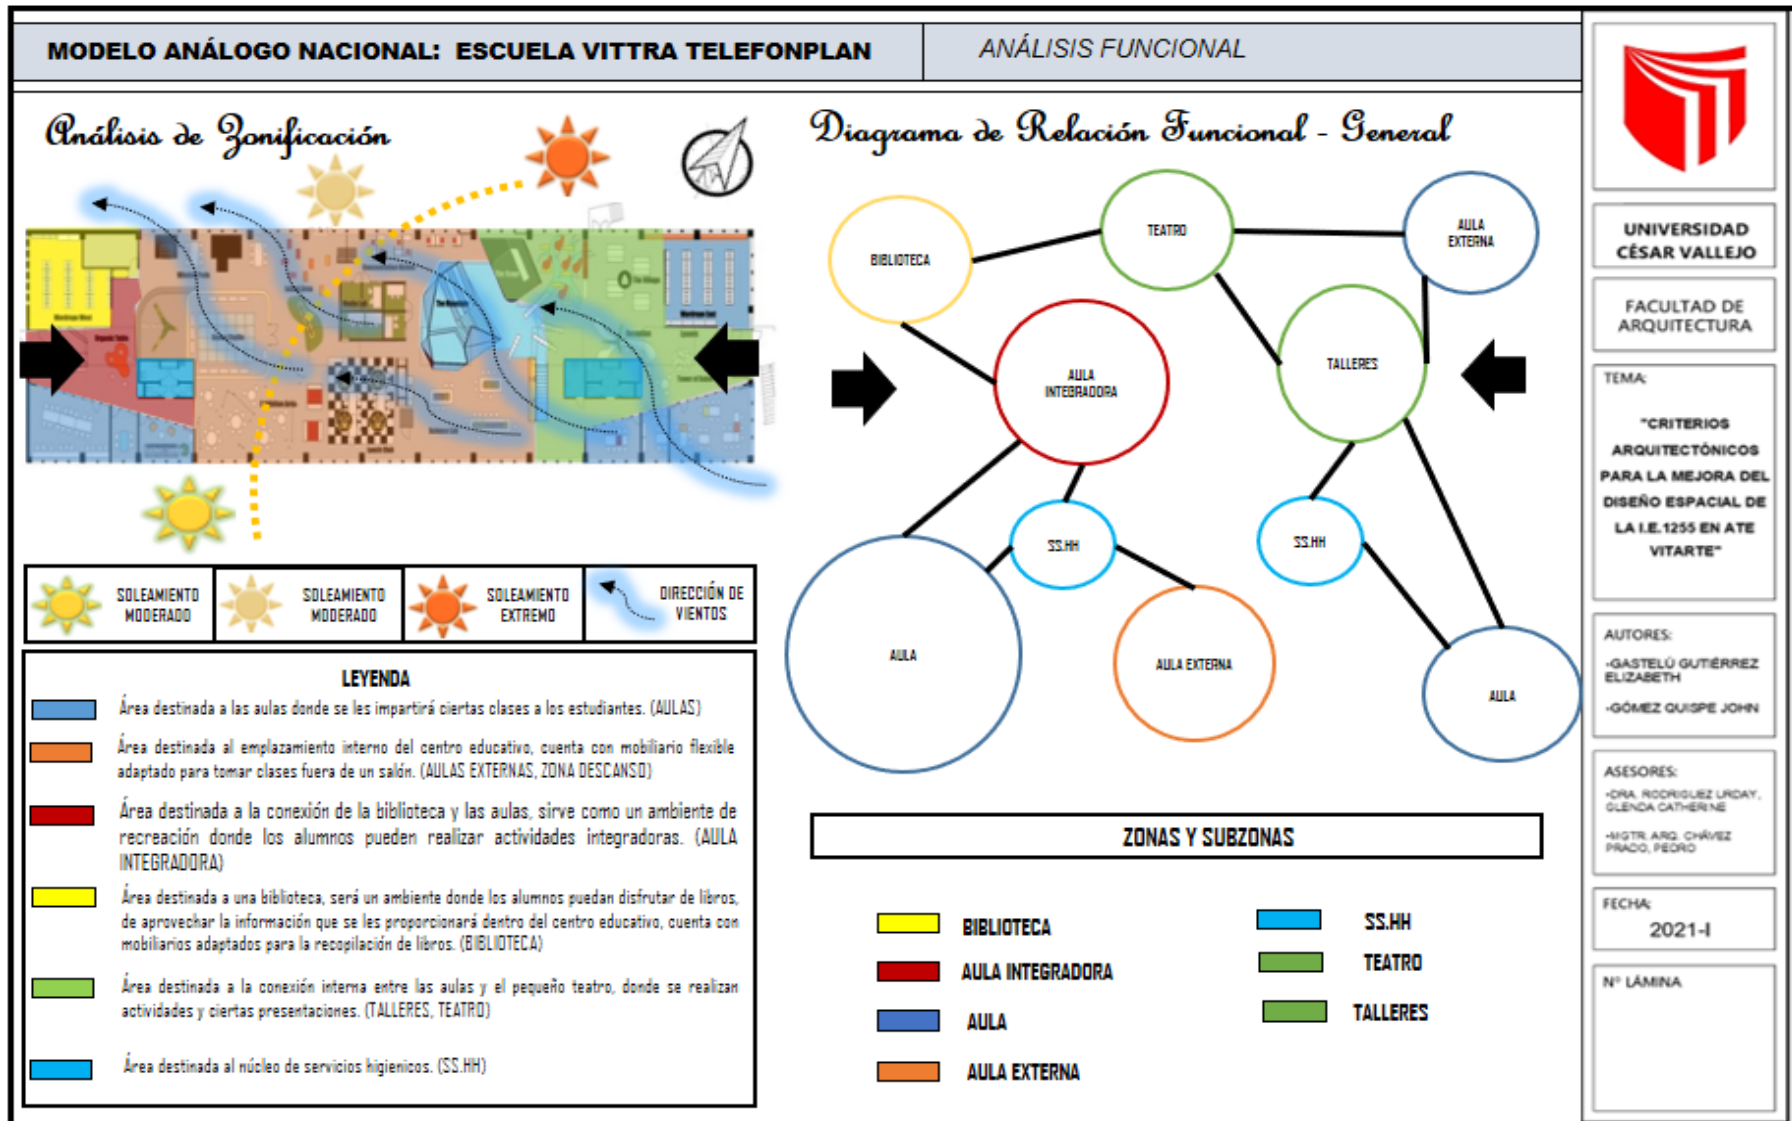 MODELO ANÁLOGO NACIONAL: ESCUELA VITTRA TELEFONPLAN
ANÁLISIS FUNCIONAL
Análisis de Zonificación
SOLEAMIENTO
MODERADO
SOLEAMIENTO
MODERADO
SOLEAMIENTO
EXTREMO
DIRECCIÓN DE
VIENTOS
LEYENDA
Área destinada a las aulas donde se les impartirá ciertas clases a los estudiantes. (AULAS)
Área destinada al emplazamiento interno del centro educativo, cuenta con mobiliario flexible
adaptado para tomar clases fuera de un salón. (AULAS EXTERNAS, ZONA DESCANSO)
Área destinada a la conexión de la biblioteca y las aulas, sirve como un ambiente de
recreación donde los alumnos pueden realizar actividades integradoras. (AULA
INTEGRADORA)
Área destinada a una biblioteca, será un ambiente donde los alumnos puedan disfrutar de libros,
de aprovechar la información que se les proporcionará dentro del centro educativo, cuenta con
mobiliarios adaptados para la recopilación de libros. (BIBLIOTECA)
Área destinada a la conexión interna entre las aulas y el pequeño teatro, donde se realizan
actividades y ciertas presentaciones. (TALLERES, TEATRO)
Área destinada al núcleo de servicios higienicos. (SS.HH)
Diagrama de Relación Funcional - General
BIBLIOTECA
TEATRO
AULA
EXTERNA
AULA
INTEGRADORA
TALLERES
SS.HH
SS.HH
AULA
AULA EXTERNA
AULA
ZONAS Y SUBZONAS
BIBLIOTECA
AULA INTEGRADORA
AULA
AULA EXTERNA
SS.HH
TEATRO
TALLERES
UNIVERSIDAD
CÉSAR VALLEJO
FACULTAD DE
ARQUITECTURA
TEMA:
"CRITERIOS
ARQUITECTÓNICOS
PARA LA MEJORA DEL
DISEÑO ESPACIAL DE
LA I.E.1255 EN ATE
VITARTE"
AUTORES:
-GASTELÚ GUTIÉRREZ
ELIZABETH
-GÓMEZ QUISPE JOHN
ASESORES:
-DRA. RODRIGUEZ URDAY,
GLENDA CATHERINE
-MGTR. ARQ. CHÁVEZ
PRADO, PEDRO
FECHA:
2021-I
N° LÁMINA